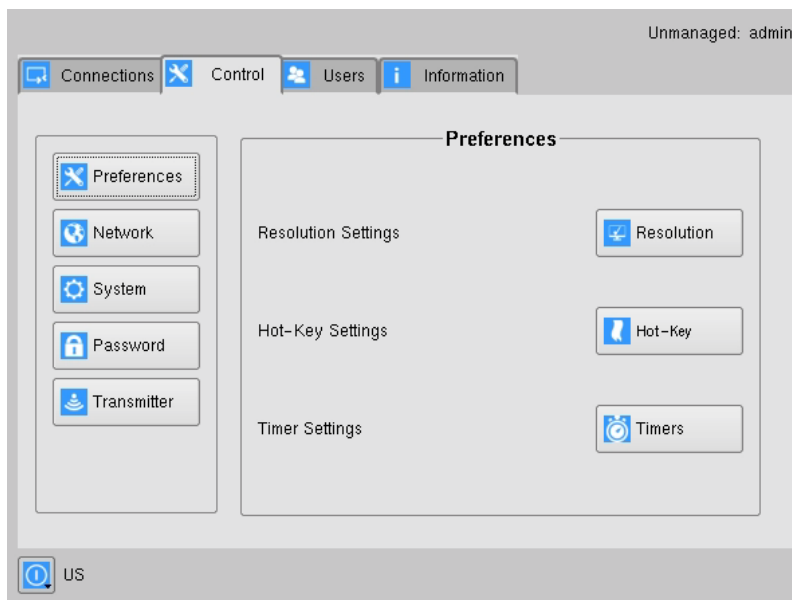 Unmanaged: admin
Connections Control Users Information
Preferences
Preferences
Network
System
Password
Transmitter
Resolution Settings Resolution
Hot-Key Settings Hot-Key
Timer Settings Timers
US